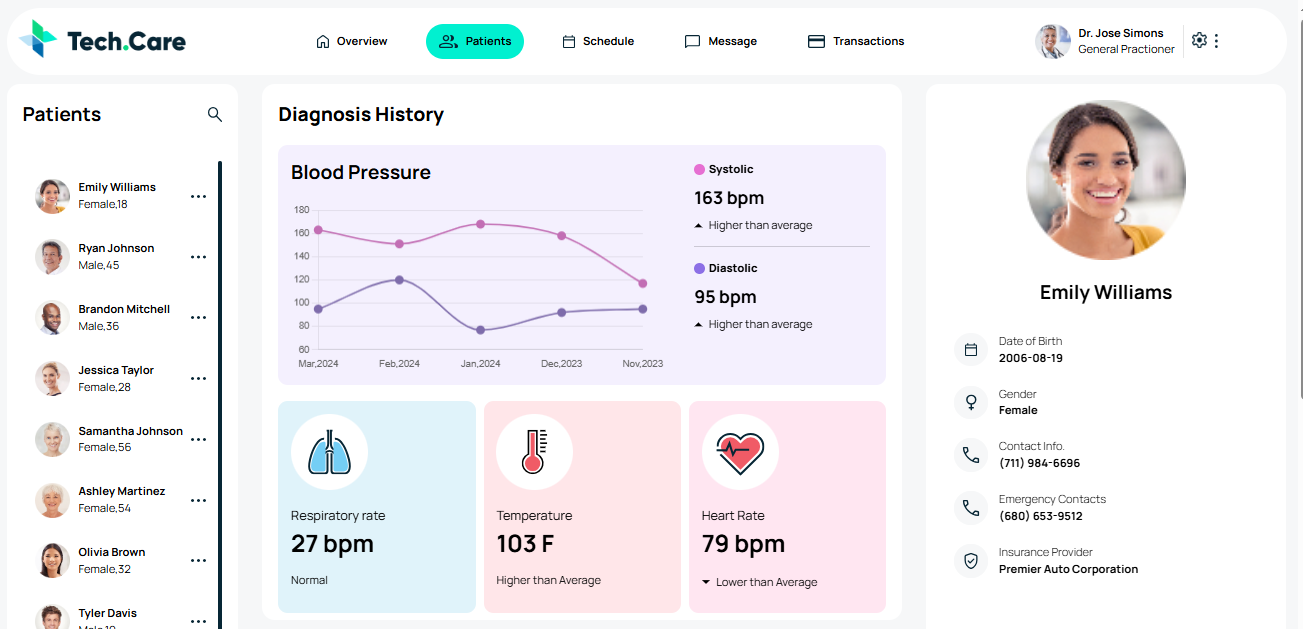 Tech.Care
Overview
Patients
Schedule
Message
Transactions
Dr. Jose Simons
General Practioner
Patients
Emily Williams
Female,18
Ryan Johnson
Male,45
Brandon Mitchell
Male,36
Jessica Taylor
Female,28
Samantha Johnson
Female,56
Ashley Martinez
Female,54
Olivia Brown
Female,32
Tyler Davis
Diagnosis History
Blood Pressure
180
160
140
120
100
80
60
Mar,2024
Feb,2024
Jan,2024
Dec,2023
Nov,2023
Systolic
163 bpm
Higher than average
Diastolic
95 bpm
Higher than average
Respiratory rate
27 bpm
Normal
Temperature
103 F
Higher than Average
Heart Rate
79 bpm
Lower than Average
Emily Williams
Date of Birth
2006-08-19
Gender
Female
Contact Info.
(711) 984-6696
Emergency Contacts
(680) 653-9512
Insurance Provider
Premier Auto Corporation